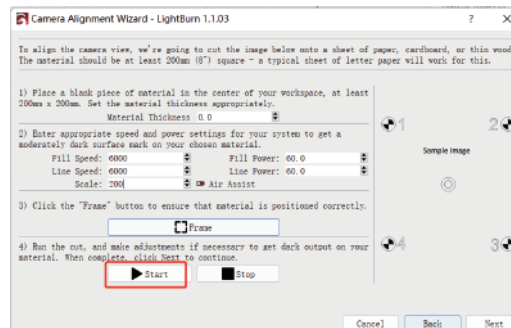 Camera Alignment Wizard - LightBurn 1.1.03
? X
To align the camera view, we're going to cut the image below onto a sheet of paper, cardboard, or thin wood
The material should be at least 200mm (8") square - a typical sheet of letter paper will work for this.
1) Place a blank piece of material in the center of your workspace, at least
200mm x 200mm. Set the material thickness appropriately.
Material Thickness 0.0
2) Enter appropriate speed and power settings for your system to get a
moderately dark surface mark on your chosen material.
Fill Speed: 6000 Fill Power: 60.0
Line Speed: 6000 Line Power: 60.0
Scale: 200 Air Assist
3) Click the "Frame" button to ensure that material is positioned correctly.
Frame
4) Run the cut, and make adjustments if necessary to get dark output on your
material. When complete, click Next to continue.
Start Stop
1 2
Sample Image
4 3
Cancel Back Next